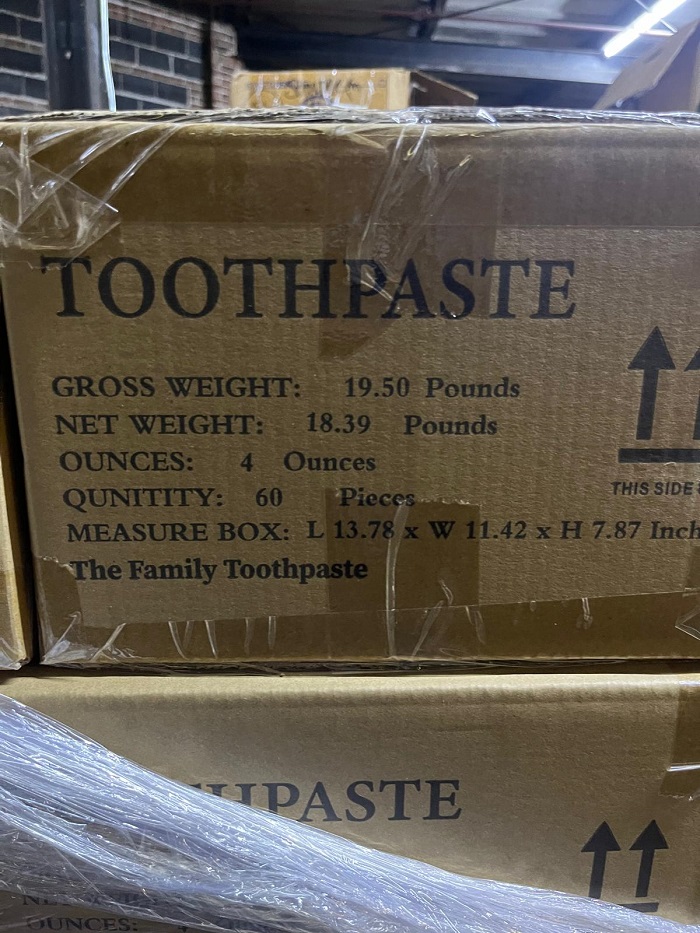 TOOTHPASTE
GROSS WEIGHT: 19.50 Pounds
NET WEIGHT: 18.39 Pounds
OUNCES: 4 Ounces
QUNITITY: 60 Pieces
MEASURE BOX: L 13.78 x W 11.42 x H 7.87 Inch
The Family Toothpaste
THIS SIDE
HPASTE
OUNCES: